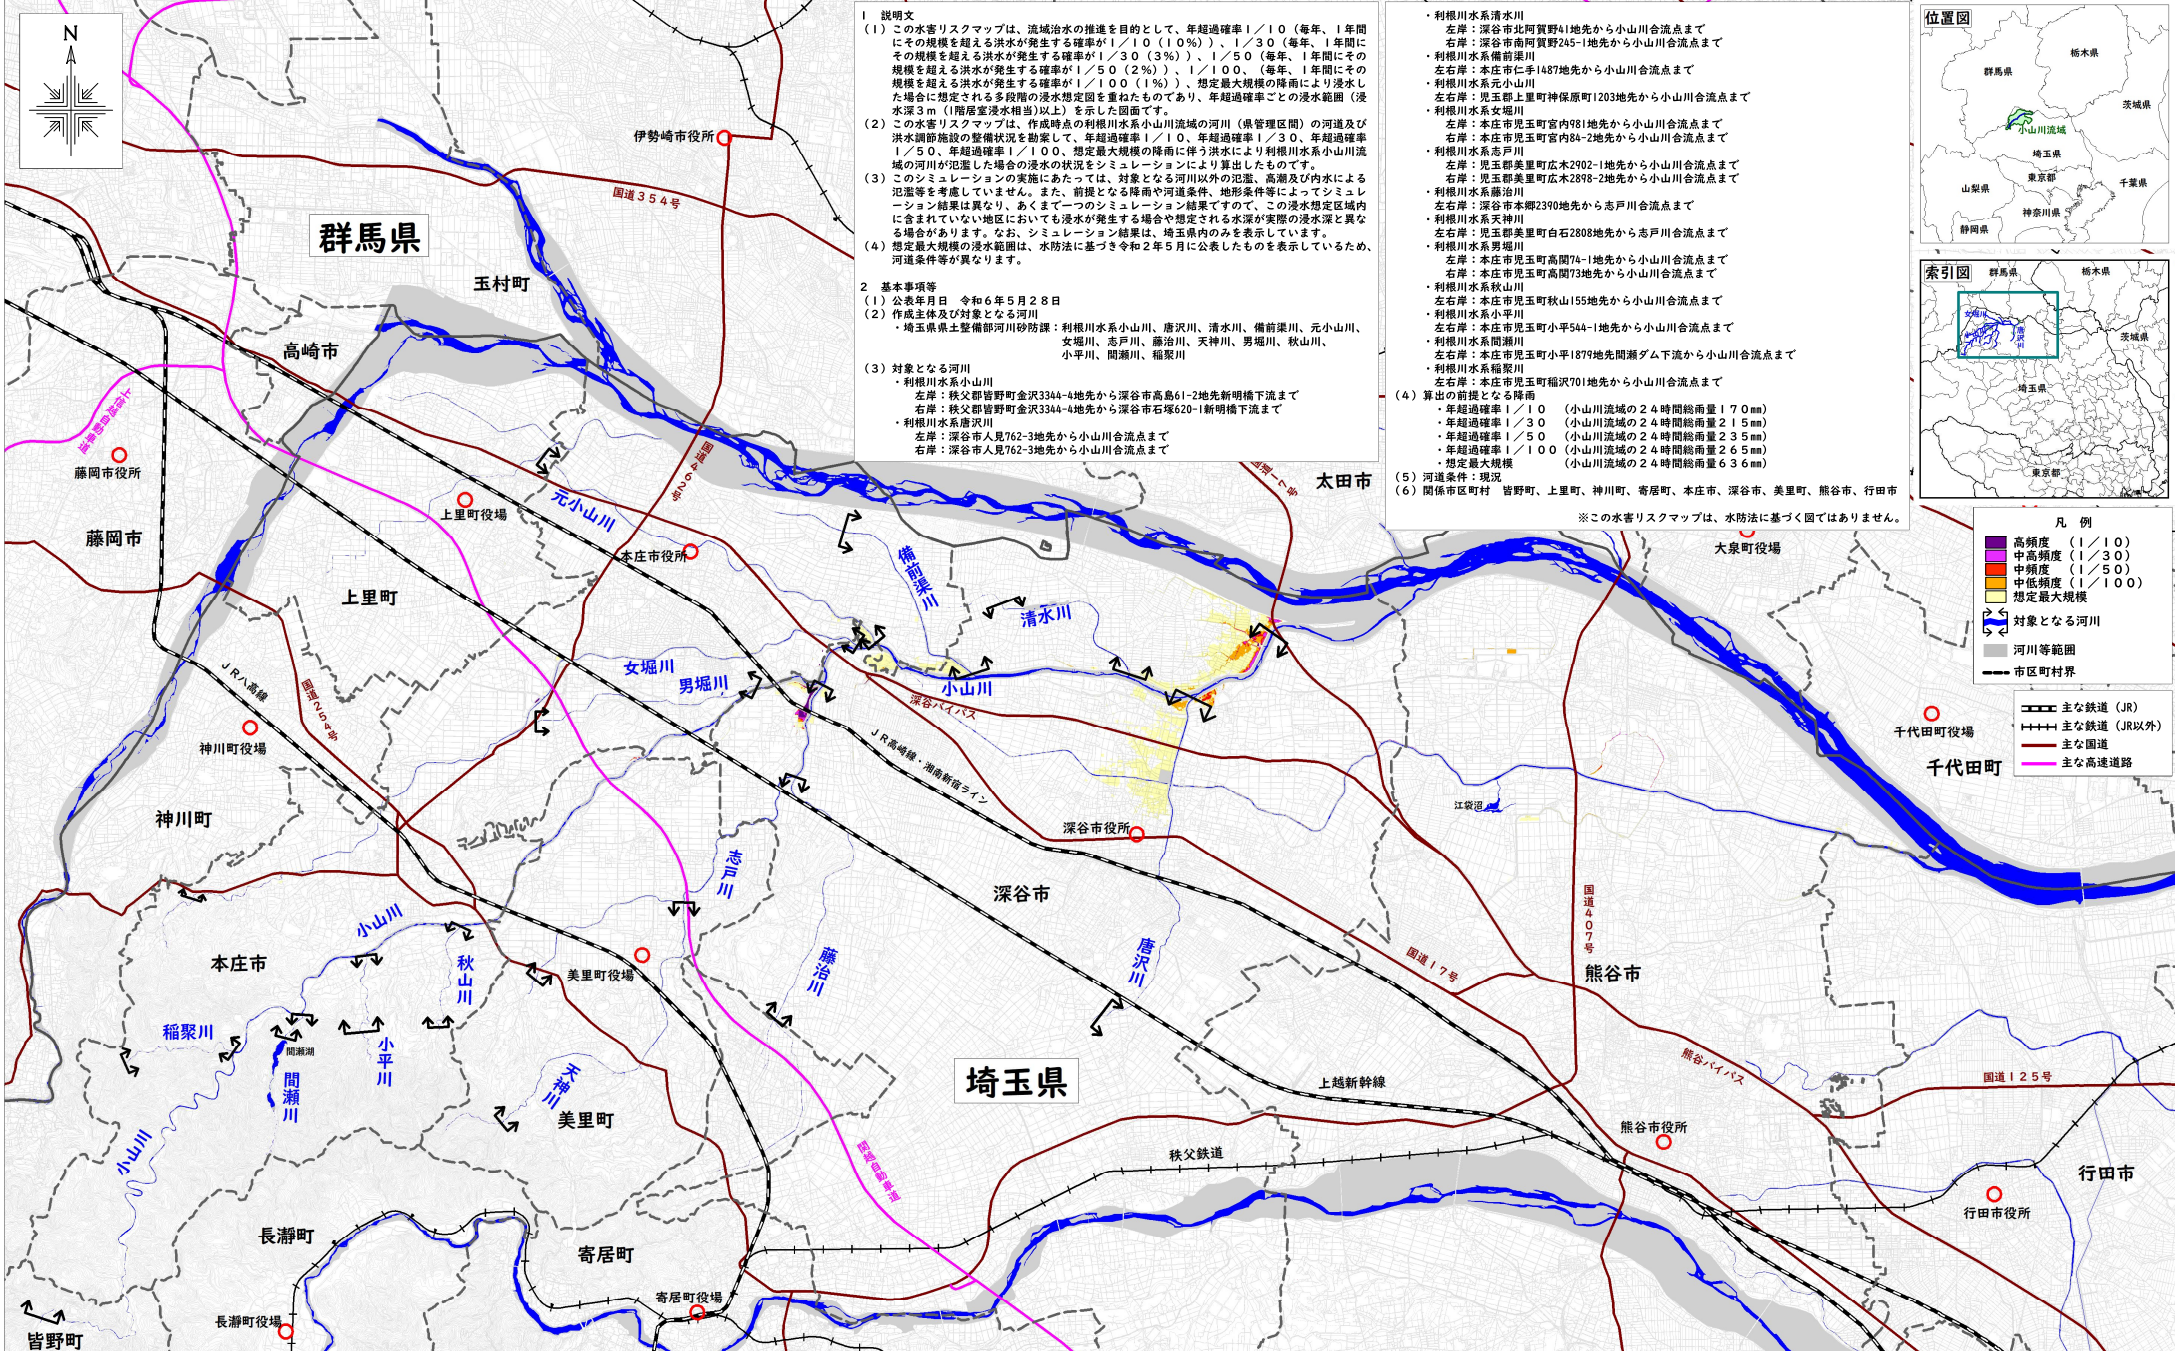 1 説明文
(1) この水害リスクマップは、流域治水の推進を目的として、年超過確率1／10（毎年、1年間
にその規模を超える洪水が発生する確率が1／10（10％））、1／30（毎年、1年間に
その規模を超える洪水が発生する確率が1／30（3％））、1／50（毎年、1年間にその
規模を超える洪水が発生する確率が1／50（2％））、1／100、（毎年、1年間にその
規模を超える洪水が発生する確率が1／100（1％））、想定最大規模の降雨により浸水し
た場合に想定される多段階の浸水想定図を重ねたものであり、年超過確率ごとの浸水範囲（浸
水深3m（1階居室浸水相当)以上）を示した図面です。
(2) この水害リスクマップは、作成時点の利根川水系小山川流域の河川（県管理区間）の河道及び
洪水調節施設の整備状況を勘案して、年超過確率1／10、年超過確率1／30、年超過確率
1／50、年超過確率1／100、想定最大規模の降雨に伴う洪水により利根川水系小山川流
域の河川が氾濫した場合の浸水の状況をシミュレーションにより算出したものです。
(3) このシミュレーションの実施にあたっては、対象となる河川以外の氾濫、高潮及び内水による
氾濫等を考慮していません。また、前提となる降雨や河道条件、地形条件等によってシミュレ
ーション結果は異なり、あくまで一つのシミュレーション結果ですので、この浸水想定区域内
に含まれていない地区においても浸水が発生する場合や想定される水深が実際の浸水深と異な
る場合があります。なお、シミュレーション結果は、埼玉県内のみを表示しています。
(4) 想定最大規模の浸水範囲は、水防法に基づき令和2年5月に公表したものを表示しているため、
河道条件等が異なります。
2 基本事項等
(1) 公表年月日 令和6年5月28日
(2) 作成主体及び対象となる河川
・埼玉県県土整備部河川砂防課：利根川水系小山川、唐沢川、清水川、備前渠川、元小山川、
女堀川、志戸川、藤治川、天神川、男堀川、秋山川、
小平川、間瀬川、稲聚川
(3) 対象となる河川
・利根川水系小山川
左岸：秩父郡皆野町金沢3344-4地先から深谷市高島61-2地先新明橋下流まで
右岸：秩父郡皆野町金沢3344-4地先から深谷市石塚620-1新明橋下流まで
・利根川水系唐沢川
左岸：深谷市人見762-3地先から小山川合流点まで
右岸：深谷市人見762-3地先から小山川合流点まで
・利根川水系清水川
左岸：深谷市北阿賀野41地先から小山川合流点まで
右岸：深谷市南阿賀野245-1地先から小山川合流点まで
・利根川水系備前渠川
左右岸：本庄市仁手1487地先から小山川合流点まで
・利根川水系元小山川
左右岸：児玉郡上里町神保原町1203地先から小山川合流点まで
・利根川水系女堀川
左岸：本庄市児玉町宮内981地先から小山川合流点まで
右岸：本庄市児玉町宮内84-2地先から小山川合流点まで
・利根川水系志戸川
左岸：児玉郡美里町広木2902-1地先から小山川合流点まで
右岸：児玉郡美里町広木2898-2地先から小山川合流点まで
・利根川水系藤治川
左右岸：深谷市本郷2390地先から志戸川合流点まで
・利根川水系天神川
左右岸：児玉郡美里町白石2808地先から志戸川合流点まで
・利根川水系男堀川
左岸：本庄市児玉町高関74-1地先から小山川合流点まで
右岸：本庄市児玉町高関73地先から小山川合流点まで
・利根川水系秋山川
左右岸：本庄市児玉町秋山155地先から小山川合流点まで
・利根川水系小平川
左右岸：本庄市児玉町小平544-1地先から小山川合流点まで
・利根川水系間瀬川
左右岸：本庄市児玉町小平1879地先間瀬ダム下流から小山川合流点まで
・利根川水系稲聚川
左右岸：本庄市児玉町稲沢701地先から小山川合流点まで
(4) 算出の前提となる降雨
・年超過確率1／10 （小山川流域の24時間総雨量170㎜）
・年超過確率1／30 （小山川流域の24時間総雨量215㎜）
・年超過確率1／50 （小山川流域の24時間総雨量235㎜）
・年超過確率1／100（小山川流域の24時間総雨量265㎜）
・想定最大規模 （小山川流域の24時間総雨量636㎜）
(5) 河道条件：現況
(6) 関係市区町村 皆野町、上里町、神川町、寄居町、本庄市、深谷市、美里町、熊谷市、行田市
※この水害リスクマップは、水防法に基づく図ではありません。
位置図
栃木県
群馬県
茨城県
小山川流域
埼玉県
東京都
山梨県
千葉県
神奈川県
静岡県
索引図
群馬県
栃木県
女堀川
唐沢川
茨城県
埼玉県
東京都
凡 例
高頻度 （1／10）
中高頻度（1／30）
中頻度 （1／50）
中低頻度（1／100）
想定最大規模
対象となる河川
河川等範囲
市区町村界
主な鉄道（JR）
主な鉄道（JR以外）
主な国道
主な高速道路
N
伊勢崎市役所
国道354号
群馬県
玉村町
高崎市
上信越自動車道
藤岡市役所
国道462号
国道17号
太田市
上里町役場
元小山川
藤岡市
本庄市役所
備前渠川
大泉町役場
上里町
清水川
女堀川
男堀川
小山川
JR八高線
国道254号
深谷バイパス
神川町役場
JR高崎線・湘南新宿ライン
千代田町役場
千代田町
江袋沼
神川町
深谷市役所
志戸川
深谷市
国道407号
小山川
本庄市
秋山川
美里町役場
藤治川
唐沢川
国道17号
熊谷市
稲聚川
間瀬湖
小平川
間瀬川
天神川
熊谷バイパス
国道125号
埼玉県
上越新幹線
美里町
小山川
熊谷市役所
関越自動車道
秩父鉄道
行田市
行田市役所
長瀞町
寄居町
寄居町役場
長瀞町役場
皆野町